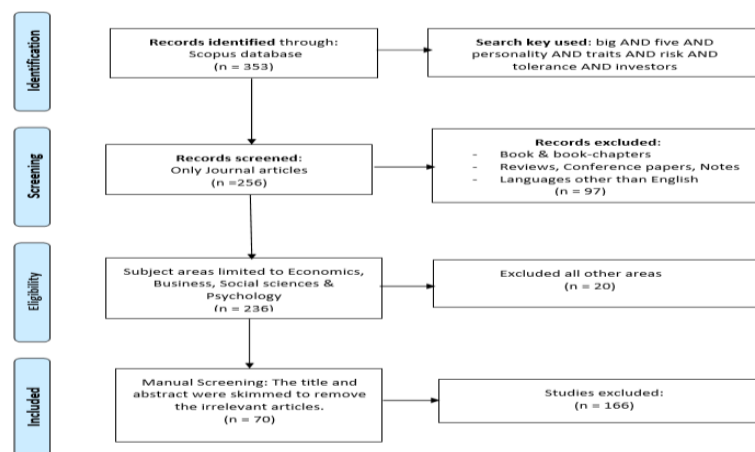 Identification
Records identified through:
Scopus database
(n = 353)
Search key used: big AND five AND
personality AND traits AND risk AND
tolerance AND investors
Screening
Records screened:
Only Journal articles
(n =256)
Records excluded:
- Book & book-chapters
- Reviews, Conference papers, Notes
- Languages other than English
(n = 97)
Eligibility
Subject areas limited to Economics,
Business, Social sciences &
Psychology
(n = 236)
Excluded all other areas
(n = 20)
Included
Manual Screening: The title and
abstract were skimmed to remove
the irrelevant articles.
(n = 70)
Studies excluded:
(n = 166)